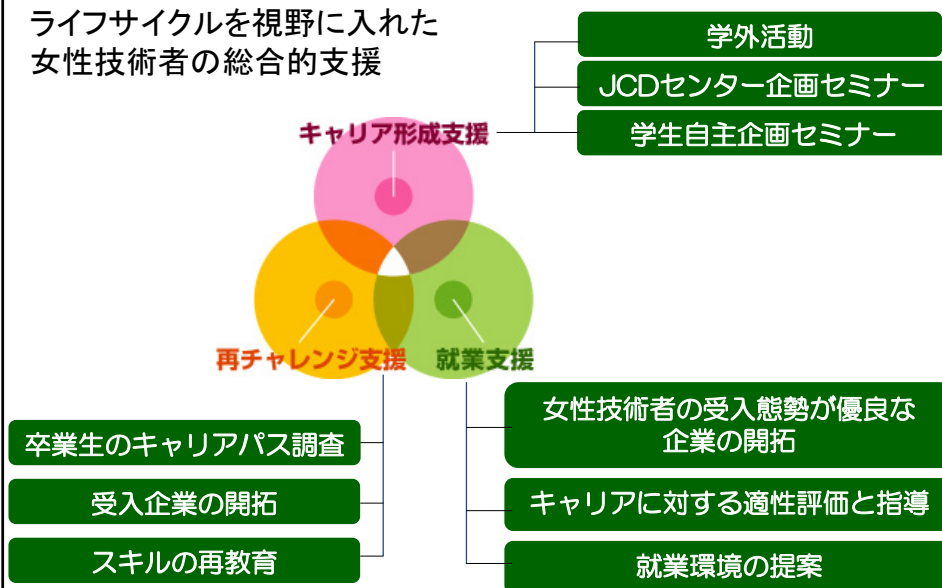 ライフサイクルを視野に入れた
女性技術者の総合的支援
学外活動
JCDセンター企画セミナー
学生自主企画セミナー
キャリア形成支援
再チャレンジ支援
就業支援
卒業生のキャリアパス調査
受入企業の開拓
スキルの再教育
女性技術者の受入態勢が優良な
企業の開拓
キャリアに対する適性評価と指導
就業環境の提案